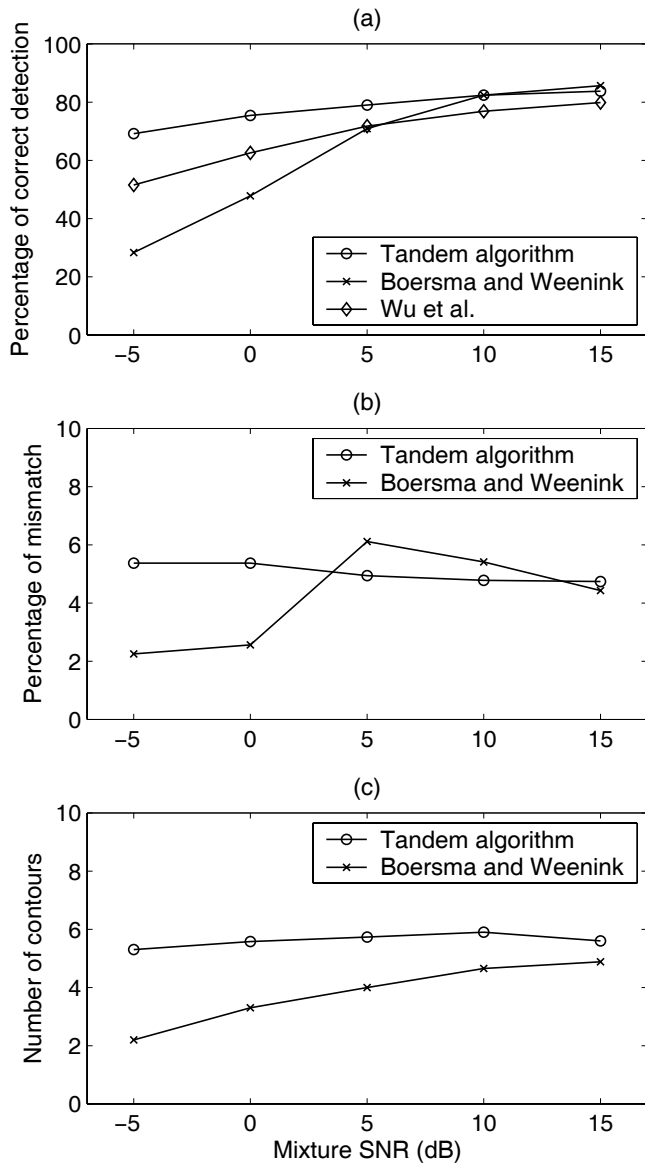 (a)
100
80
60
40
20
0
Percentage of correct detection
Tandem algorithm
Boersma and Weenink
Wu et al.
−5 0 5 10 15
(b)
10
8
6
4
2
0
Percentage of mismatch
Tandem algorithm
Boersma and Weenink
−5 0 5 10 15
(c)
10
8
6
4
2
0
Number of contours
Tandem algorithm
Boersma and Weenink
−5 0 5 10 15
Mixture SNR (dB)